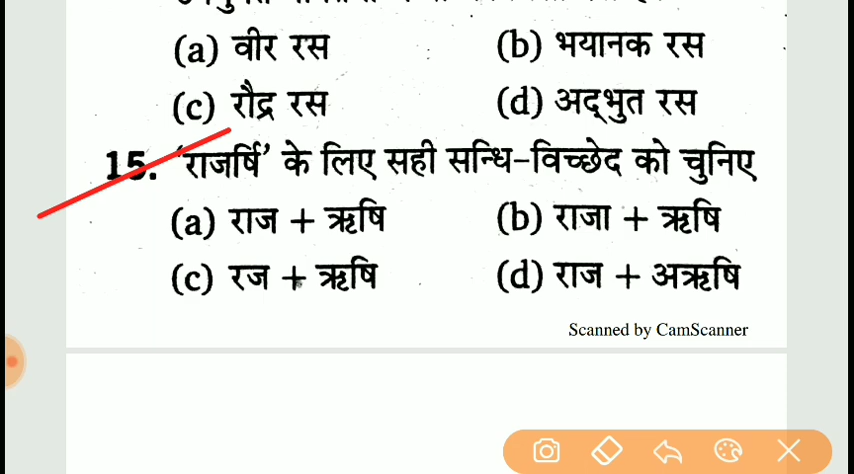 (a) वीर रस (b) भयानक रस
(c) रौद्र रस (d) अद्भुत रस
15. 'राजर्षि' के लिए सही सन्धि-विच्छेद को चुनिए
(a) राज + ऋषि (b) राजा + ऋषि
(c) रज + ऋषि (d) राज + अऋषि
Scanned by CamScanner